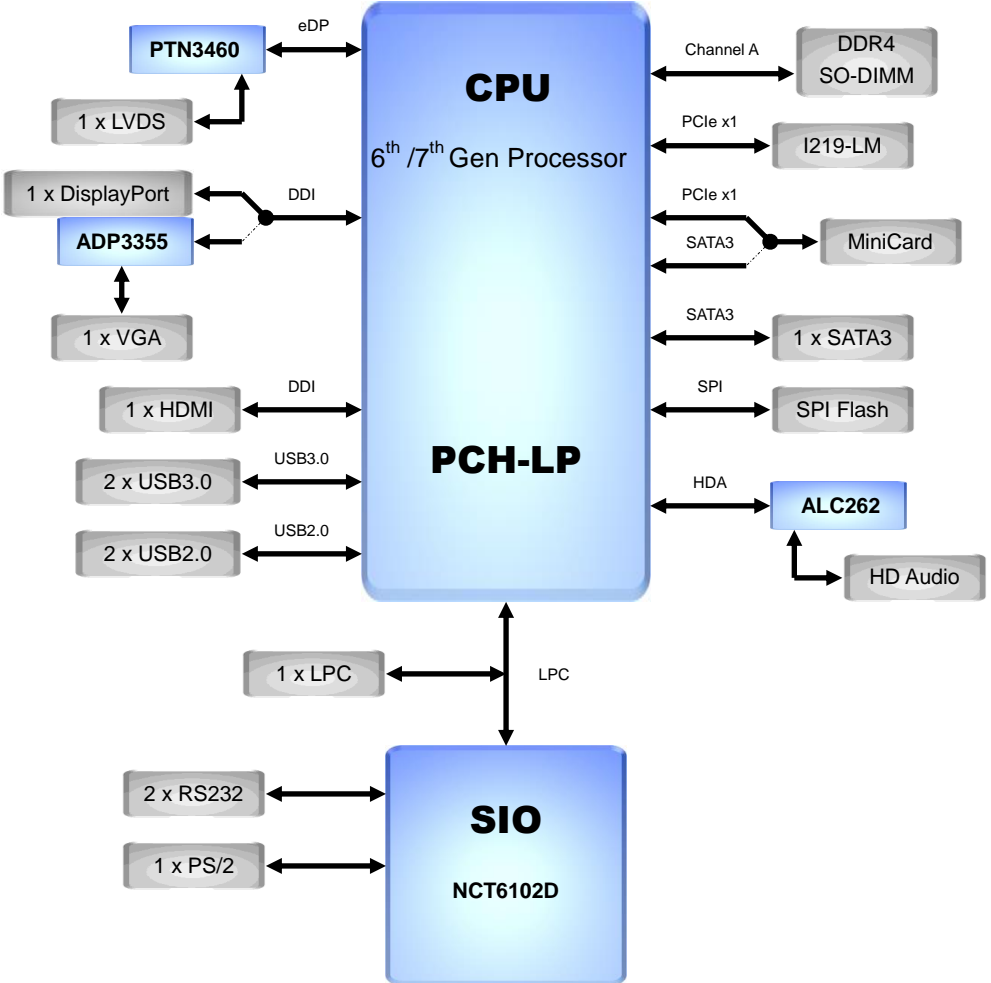 eDP
PTN3460
1 x LVDS
1 x DisplayPort
DDI
ADP3355
1 x VGA
1 x HDMI
DDI
2 x USB3.0
USB3.0
2 x USB2.0
USB2.0
CPU
6th /7th Gen Processor
PCH-LP
Channel A
DDR4
SO-DIMM
PCIe x1
I219-LM
PCIe x1
SATA3
MiniCard
SATA3
1 x SATA3
SPI
SPI Flash
HDA
ALC262
HD Audio
1 x LPC
LPC
2 x RS232
1 x PS/2
SIO
NCT6102D